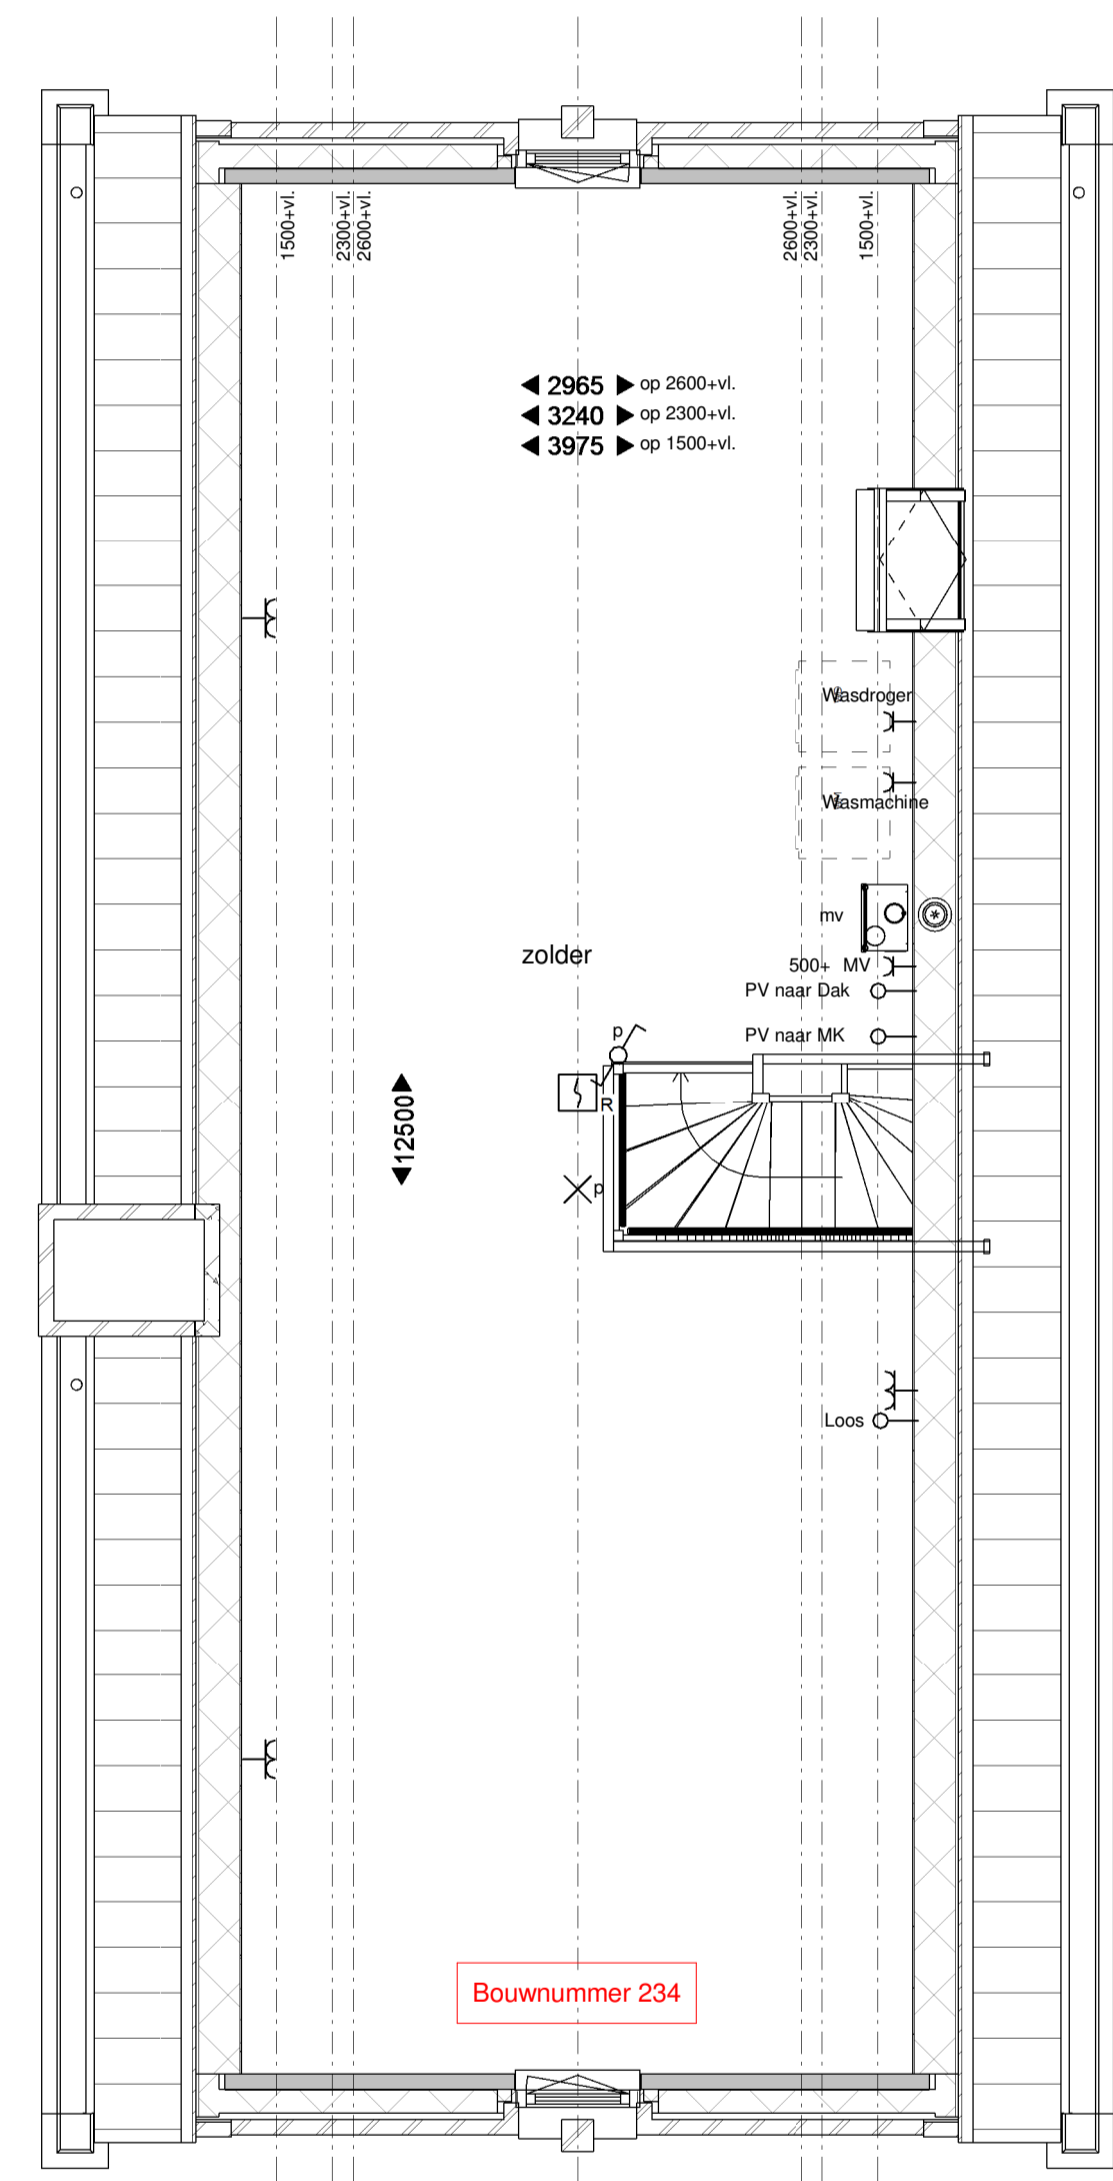 1500+vl.
2300+vl.
2600+vl.
2600+vl.
2300+vl.
1500+vl.
2965 op 2600+vl.
3240 op 2300+vl.
3975 op 1500+vl.
Wasdroger
Wasmachine
mv
zolder
500+ MV
PV naar Dak
PV naar MK
p
R
12500
p
Loos
Bouwnummer 234